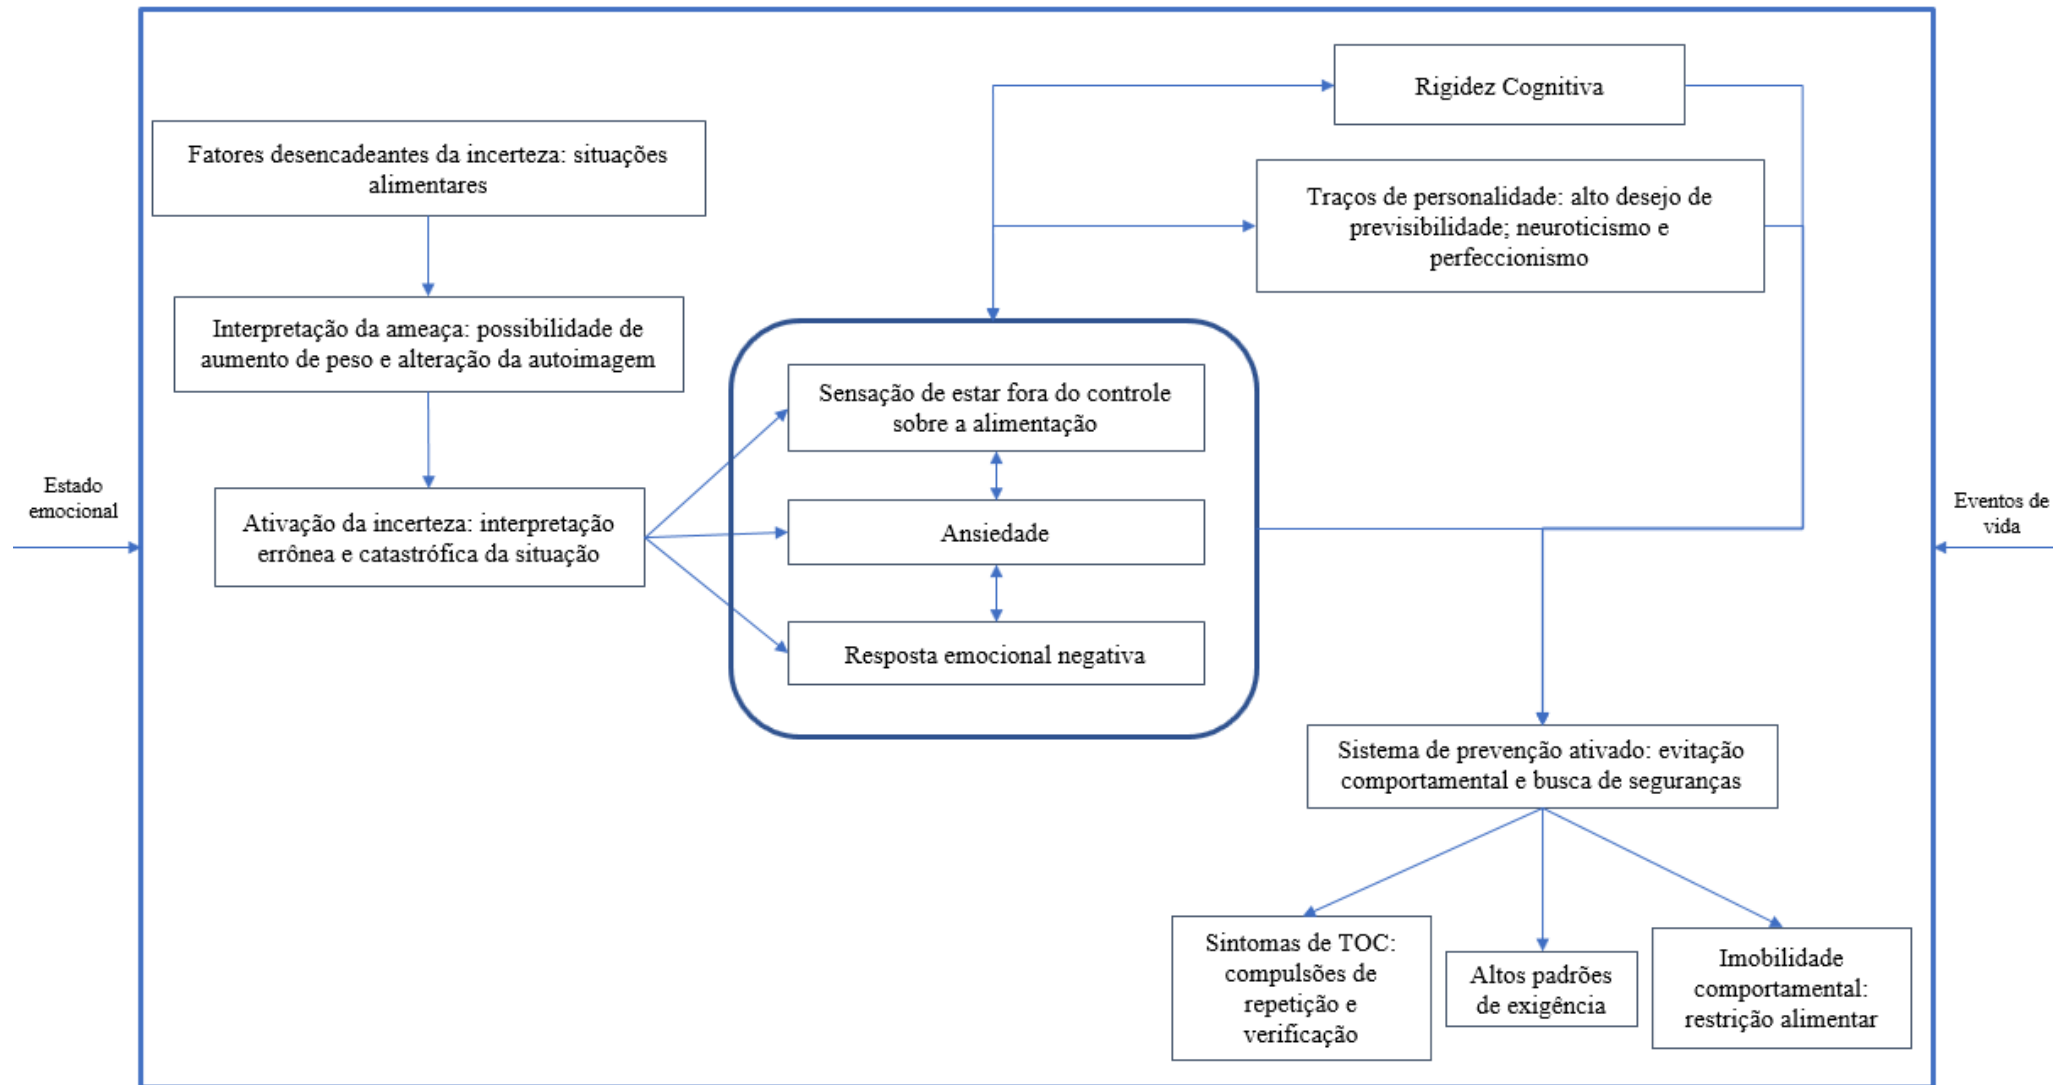 Rigidez Cognitiva
Fatores desencadeantes da incerteza: situações
alimentares
Traços de personalidade: alto desejo de
previsibilidade; neuroticismo e
perfeccionismo
Interpretação da ameaça: possibilidade de
aumento de peso e alteração da autoimagem
Sensação de estar fora do controle
sobre a alimentação
Estado
emocional
Ativação da incerteza: interpretação
errônea e catastrófica da situação
Ansiedade
Eventos de
vida
Resposta emocional negativa
Sistema de prevenção ativado: evitação
comportamental e busca de seguranças
Sintomas de TOC:
compulsões de
repetição e
verificação
Altos padrões
de exigência
Imobilidade
comportamental:
restrição alimentar